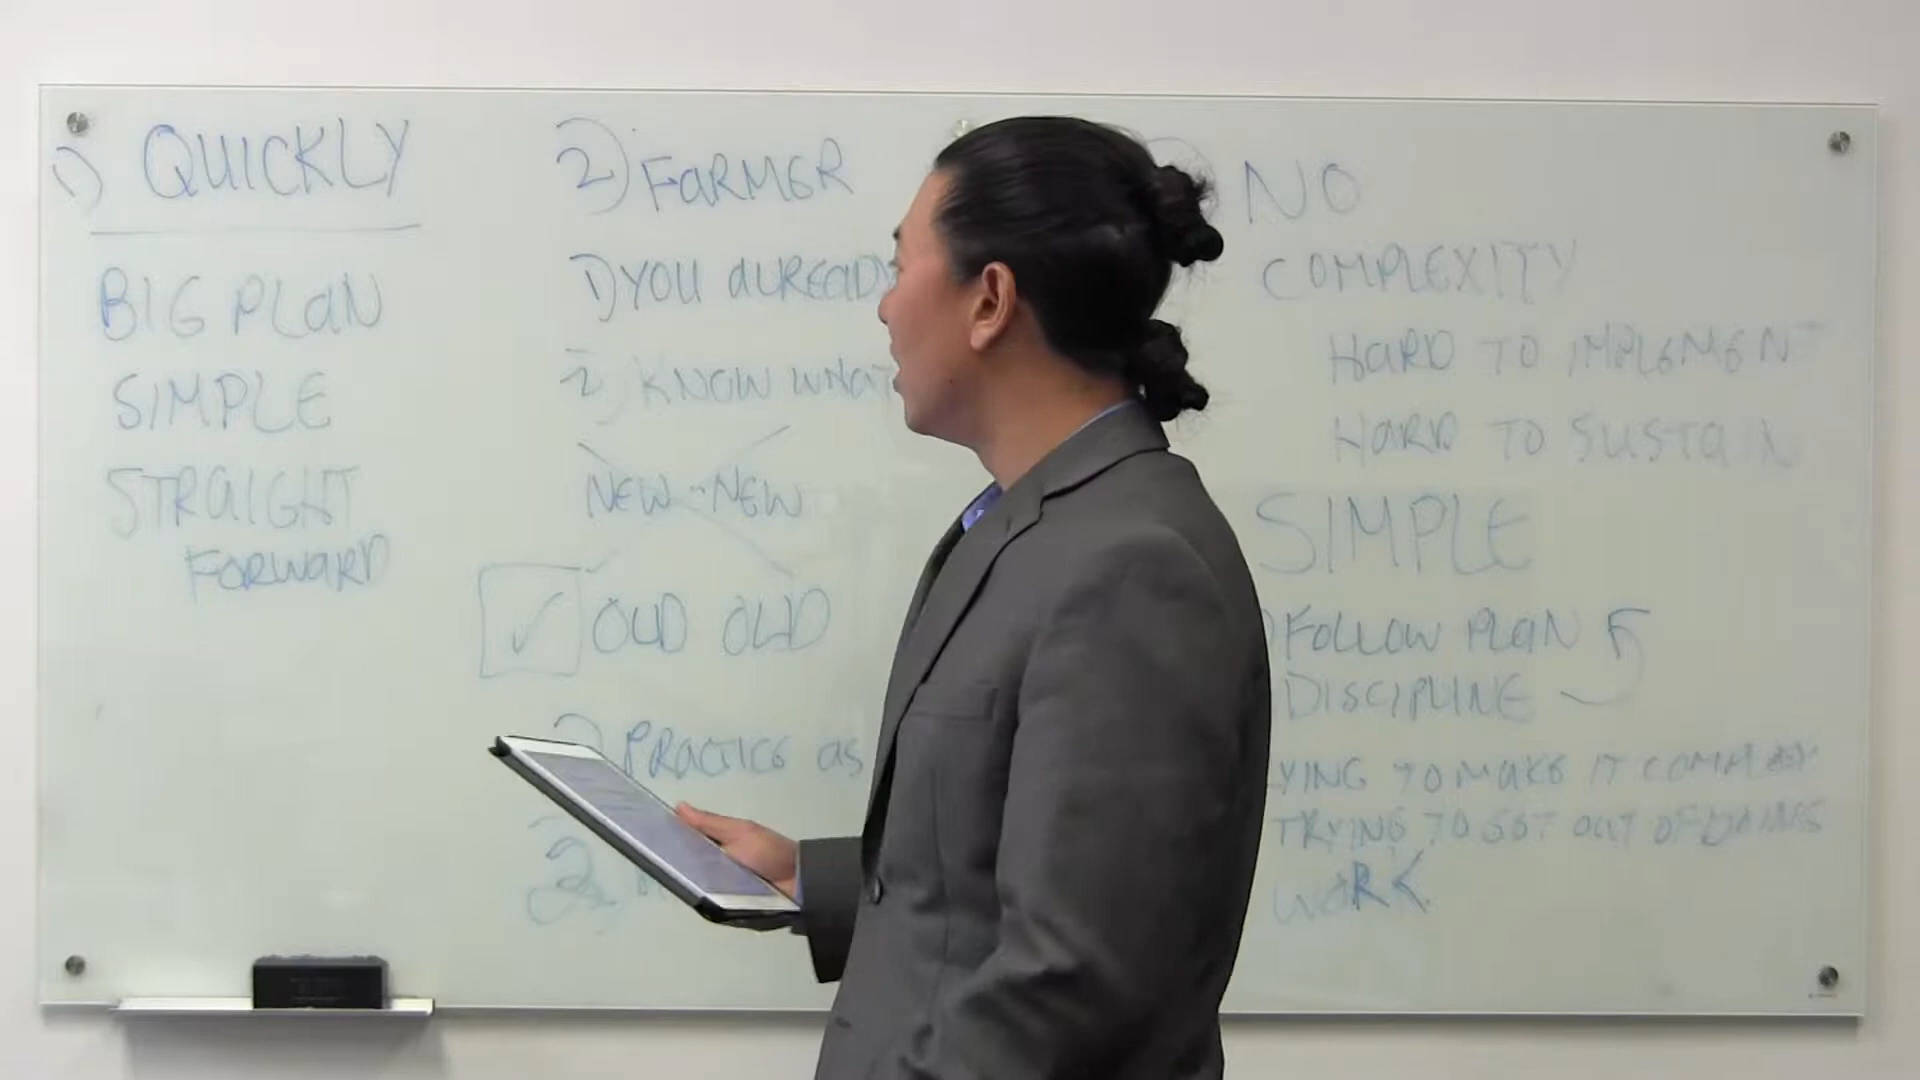 1) QUICKLY
BIG PLAN
SIMPLE
STRAIGHT
FORWARD
2) FARMER
1) YOU ALREADY
2) KNOW WHAT
NEW - NEW
✓ OLD OLD
PRACTICE AS
2)
NO
COMPLEXITY
HARD TO IMPLEMENT
HARD TO SUSTAIN
SIMPLE
FOLLOW PLAN
DISCIPLINE
YING TO MAKE IT COMPLEX
TRYING TO GET OUT OF DOING
WORK.